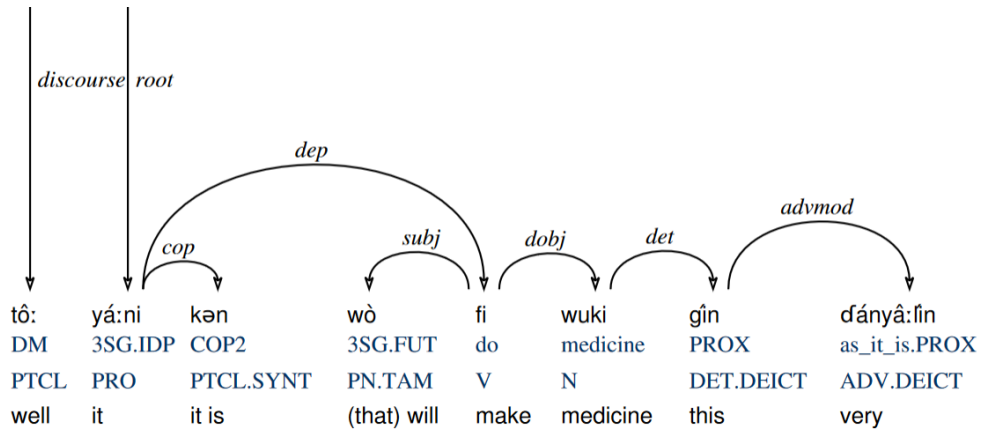 discourse root
dep
cop subj dobj det advmod
tô: yá:ni kən wò fi wuki gîn ɗányâ:lîn
DM 3SG.IDP COP2 3SG.FUT do medicine PROX as_it_is.PROX
PTCL PRO PTCL.SYNT PN.TAM V N DET.DEICT ADV.DEICT
well it it is (that) will make medicine this very